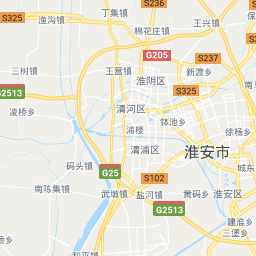 S325
渔沟镇
丁集镇
S236
棉花庄镇
王兴镇
G205
S237
三树镇
王营镇
淮阴区
新渡乡
G2513
凌桥乡
S325
清河区
浦楼
钵池乡
徐杨乡
清浦区
淮安市
码头镇
城东
G25
S102
南陈集镇
武墩镇
盐河镇
黄码乡
淮安区
G2513
建淮乡
三堡乡
和平镇